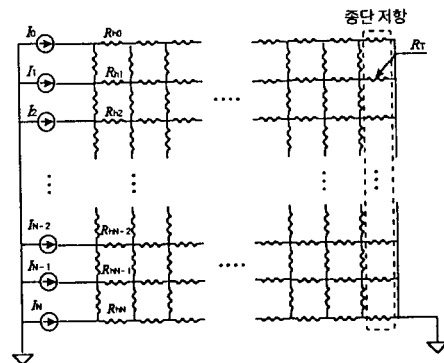 중단 저항
I0 Rh0 RT
I1 Rh1
I2 Rh2
IN-2 RhN-2
IN-1 RhN-1
IN RhN